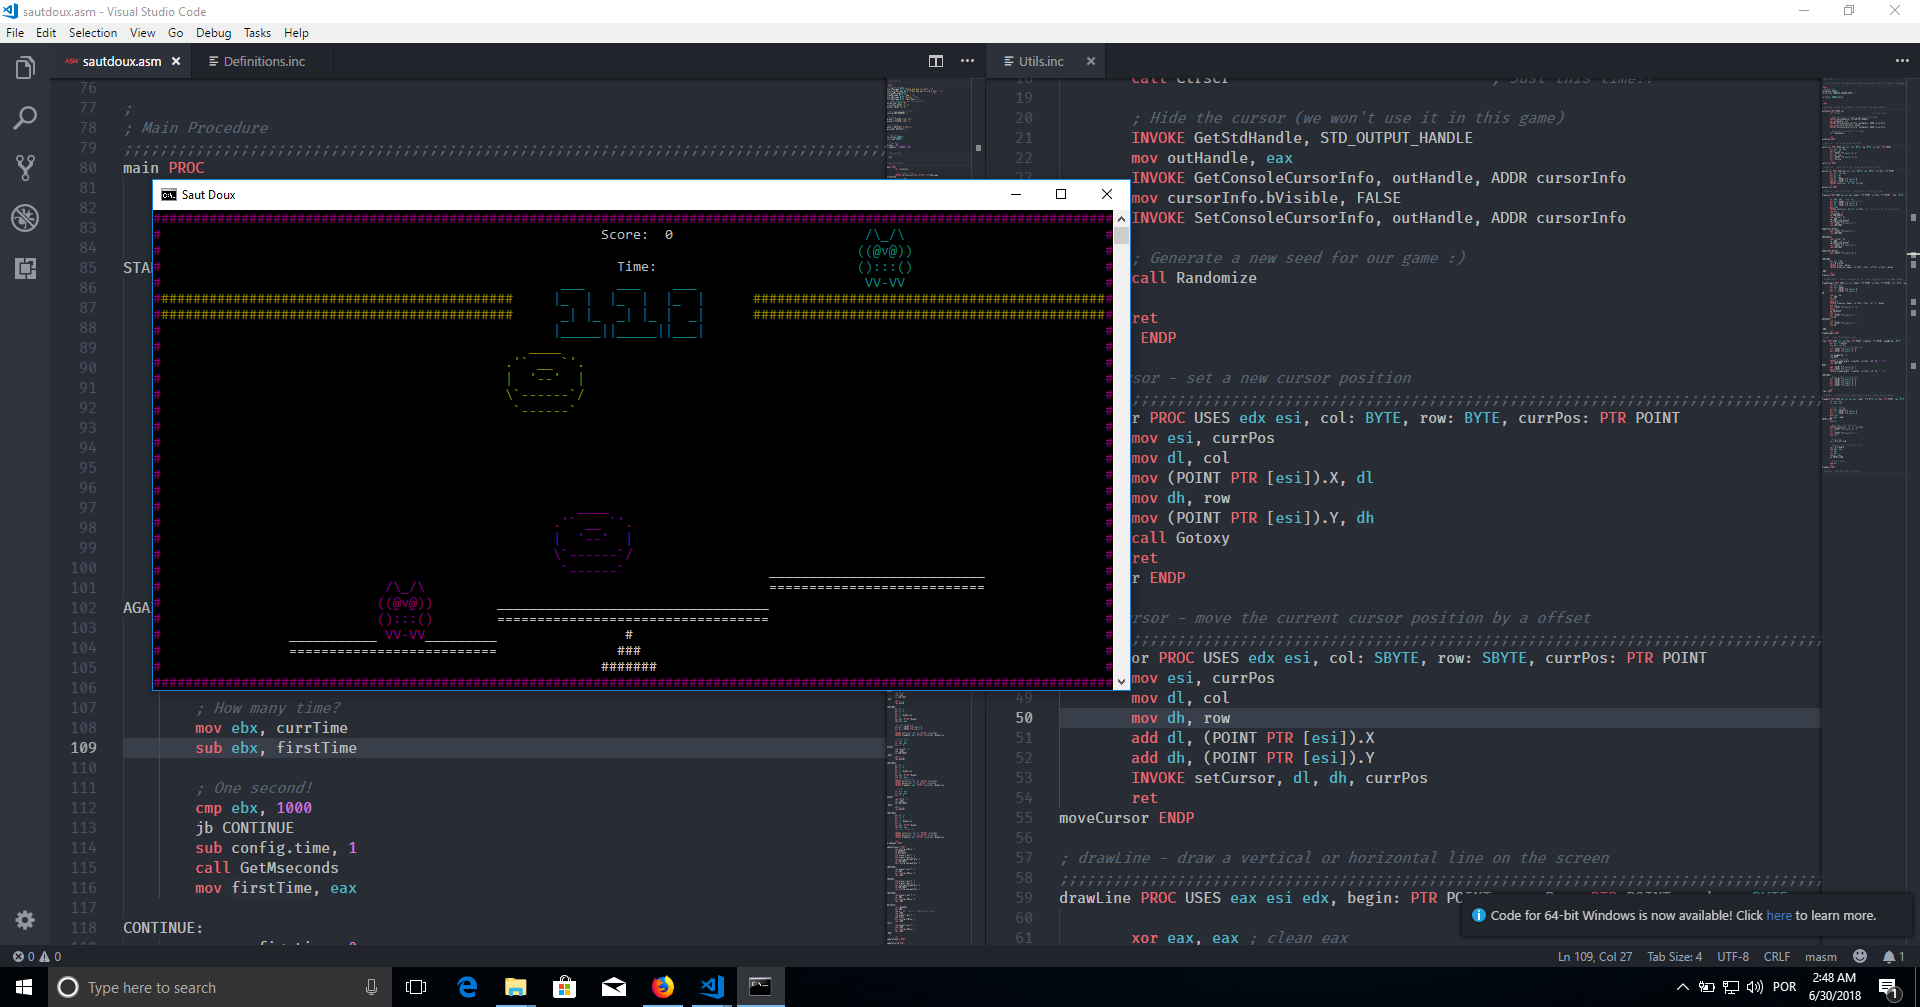 sautdoux.asm - Visual Studio Code
File Edit Selection View Go Debug Tasks Help
ASM sautdoux.asm
Definitions.inc
76
77 ;
78 ; Main Procedure
79 ;;;;;;;;;;;;;;;;;;;;;;;;;;;;;;;;;;;;;;;;;;;;;;;;;;;;;;;;;;;;;;;;;;;;;;;;;;;;;;;;;;;;;
80 main PROC
81
82
83
84
85 STA
86
87
88
89
90
91
92
93
94
95
96
97
98
99
100
101
102 AGA
103
104
105
106
107 ; How many time?
108 mov ebx, currTime
109 sub ebx, firstTime
110
111 ; One second!
112 cmp ebx, 1000
113 jb CONTINUE
114 sub config.time, 1
115 call GetMseconds
116 mov firstTime, eax
117
118 CONTINUE:
Saut Doux
Score: 0
Time:
113
/\_/\
((@v@))
():::()
VV-VV
/\_/\
((@v@))
():::()
VV-VV
#
###
#######
Utils.inc
18 call Clrscr ; Just this time!!
19
20 ; Hide the cursor (we won't use it in this game)
21 INVOKE GetStdHandle, STD_OUTPUT_HANDLE
22 mov outHandle, eax
23 INVOKE GetConsoleCursorInfo, outHandle, ADDR cursorInfo
mov cursorInfo.bVisible, FALSE
INVOKE SetConsoleCursorInfo, outHandle, ADDR cursorInfo
; Generate a new seed for our game :)
call Randomize
ret
ENDP
sor - set a new cursor position
r PROC USES edx esi, col: BYTE, row: BYTE, currPos: PTR POINT
mov esi, currPos
mov dl, col
mov (POINT PTR [esi]).X, dl
mov dh, row
mov (POINT PTR [esi]).Y, dh
call Gotoxy
ret
r ENDP
rsor - move the current cursor position by a offset
or PROC USES edx esi, col: SBYTE, row: SBYTE, currPos: PTR POINT
mov esi, currPos
49 mov dl, col
50 mov dh, row
51 add dl, (POINT PTR [esi]).X
52 add dh, (POINT PTR [esi]).Y
53 INVOKE setCursor, dl, dh, currPos
54 ret
55 moveCursor ENDP
56
57 ; drawLine - draw a vertical or horizontal line on the screen
58
59 drawLine PROC USES eax esi edx, begin: PTR PO
60
61 xor eax, eax ; clean eax
Code for 64-bit Windows is now available! Click here to learn more.
0 0
Ln 109, Col 27 Tab Size: 4 UTF-8 CRLF masm 1
Type here to search
POR
2:48 AM
6/30/2018
1